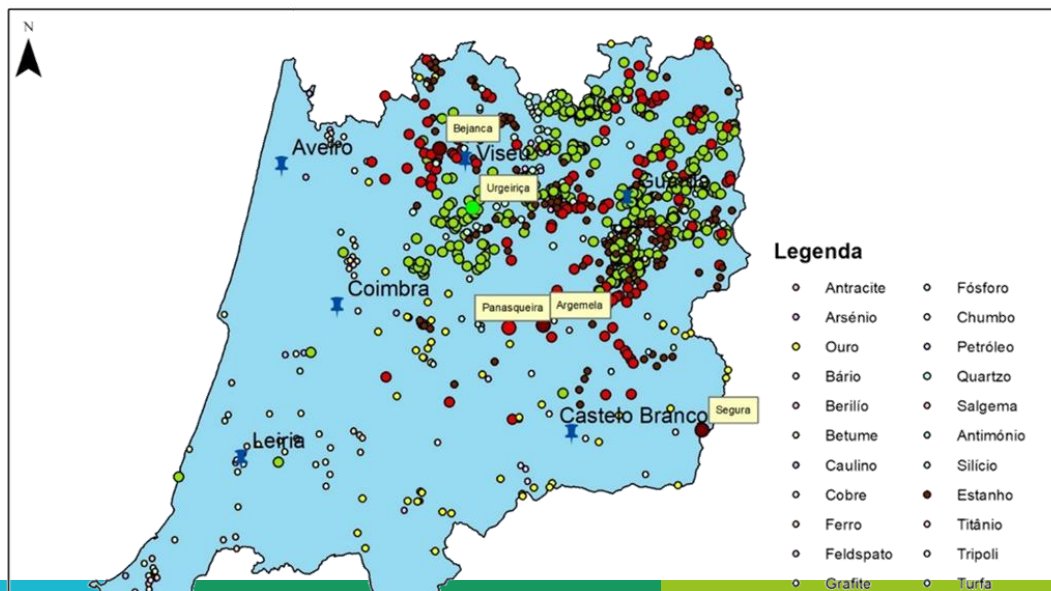 N
Bejanca
Aveiro
Viseu
Urgeiriça
Guarda
Coimbra
Panasqueira
Argemela
Castelo Branco
Segura
Leiria
Legenda
Antracite
Fósforo
Arsénio
Chumbo
Ouro
Petróleo
Bário
Quartzo
Berilío
Salgema
Betume
Antimónio
Caulino
Silício
Cobre
Estanho
Ferro
Titânio
Feldspato
Tripoli
Grafite
Turfa